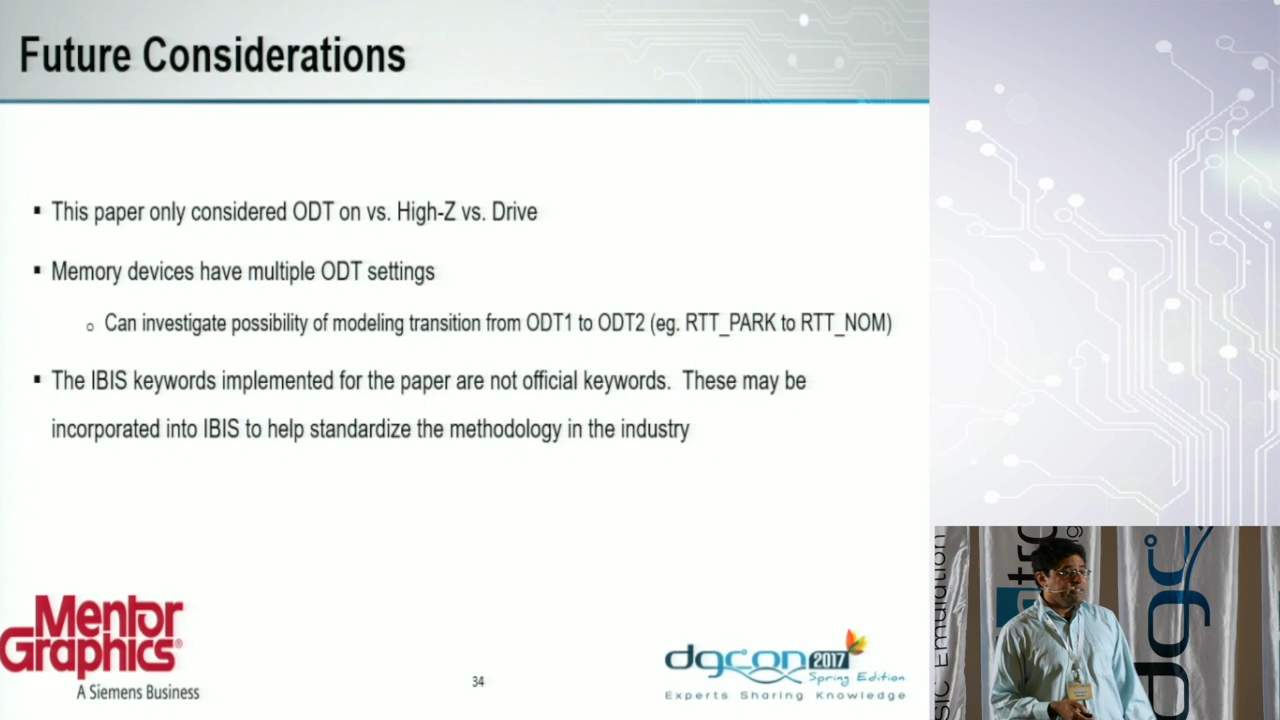 Future Considerations
▪ This paper only considered ODT on vs. High-Z vs. Drive
▪ Memory devices have multiple ODT settings
o Can investigate possibility of modeling transition from ODT1 to ODT2 (eg. RTT_PARK to RTT_NOM)
▪ The IBIS keywords implemented for the paper are not official keywords. These may be
incorporated into IBIS to help standardize the methodology in the industry
Mentor
Graphics®
A Siemens Business
34
dgcon 2017
Spring Edition
Experts Sharing Knowledge
Emulation
dgc